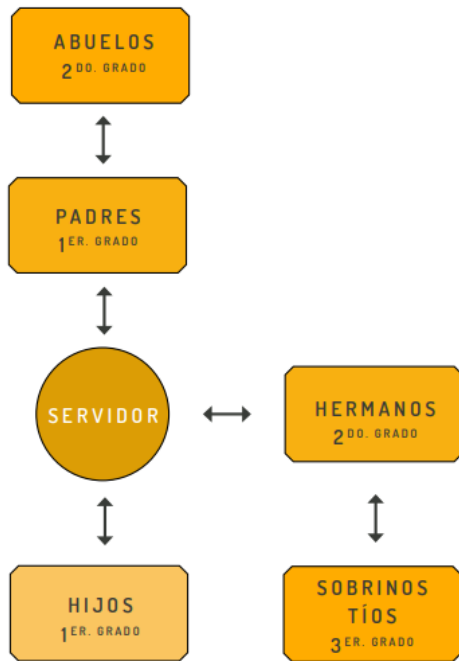 ABUELOS
2DO. GRADO
PADRES
1ER. GRADO
SERVIDOR
HERMANOS
2DO. GRADO
HIJOS
1ER. GRADO
SOBRINOS
TÍOS
3ER. GRADO